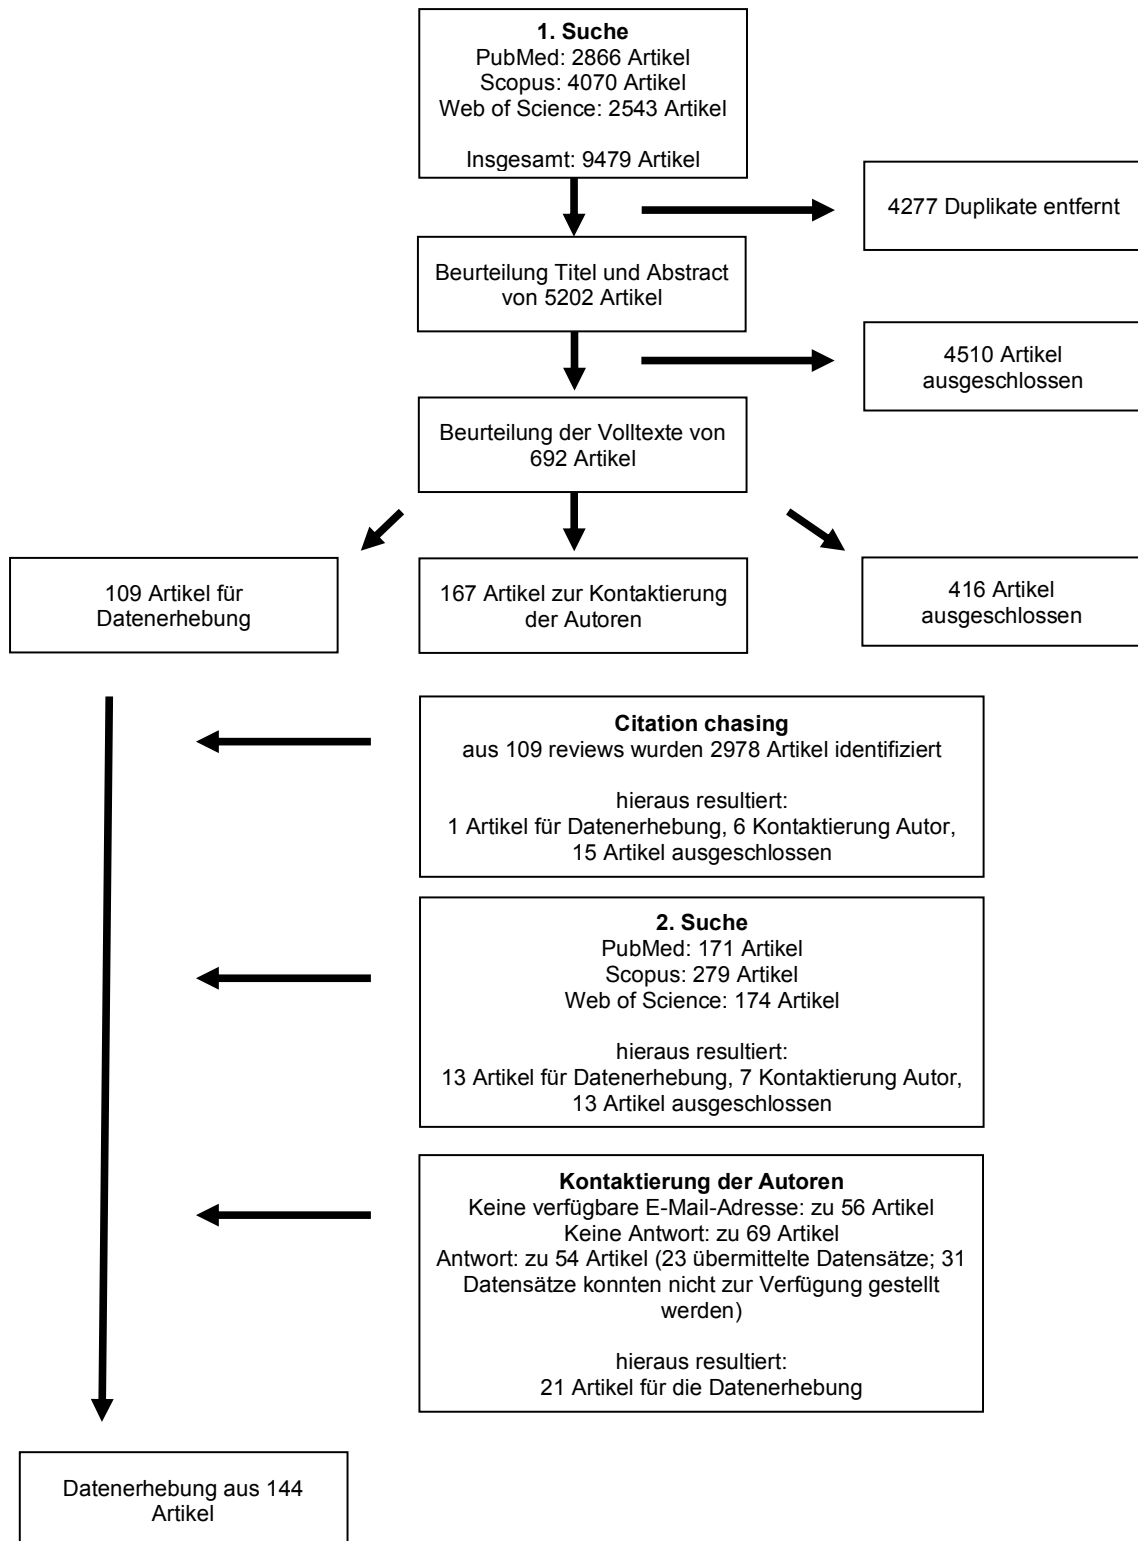 1. Suche
PubMed: 2866 Artikel
Scopus: 4070 Artikel
Web of Science: 2543 Artikel
Insgesamt: 9479 Artikel
4277 Duplikate entfernt
Beurteilung Titel und Abstract
von 5202 Artikel
4510 Artikel
ausgeschlossen
Beurteilung der Volltexte von
692 Artikel
109 Artikel für
Datenerhebung
167 Artikel zur Kontaktierung
der Autoren
416 Artikel
ausgeschlossen
Citation chasing
aus 109 reviews wurden 2978 Artikel identifiziert
hieraus resultiert:
1 Artikel für Datenerhebung, 6 Kontaktierung Autor,
15 Artikel ausgeschlossen
2. Suche
PubMed: 171 Artikel
Scopus: 279 Artikel
Web of Science: 174 Artikel
hieraus resultiert:
13 Artikel für Datenerhebung, 7 Kontaktierung Autor,
13 Artikel ausgeschlossen
Kontaktierung der Autoren
Keine verfügbare E-Mail-Adresse: zu 56 Artikel
Keine Antwort: zu 69 Artikel
Antwort: zu 54 Artikel (23 übermittelte Datensätze; 31
Datensätze konnten nicht zur Verfügung gestellt
werden)
hieraus resultiert:
21 Artikel für die Datenerhebung
Datenerhebung aus 144
Artikel